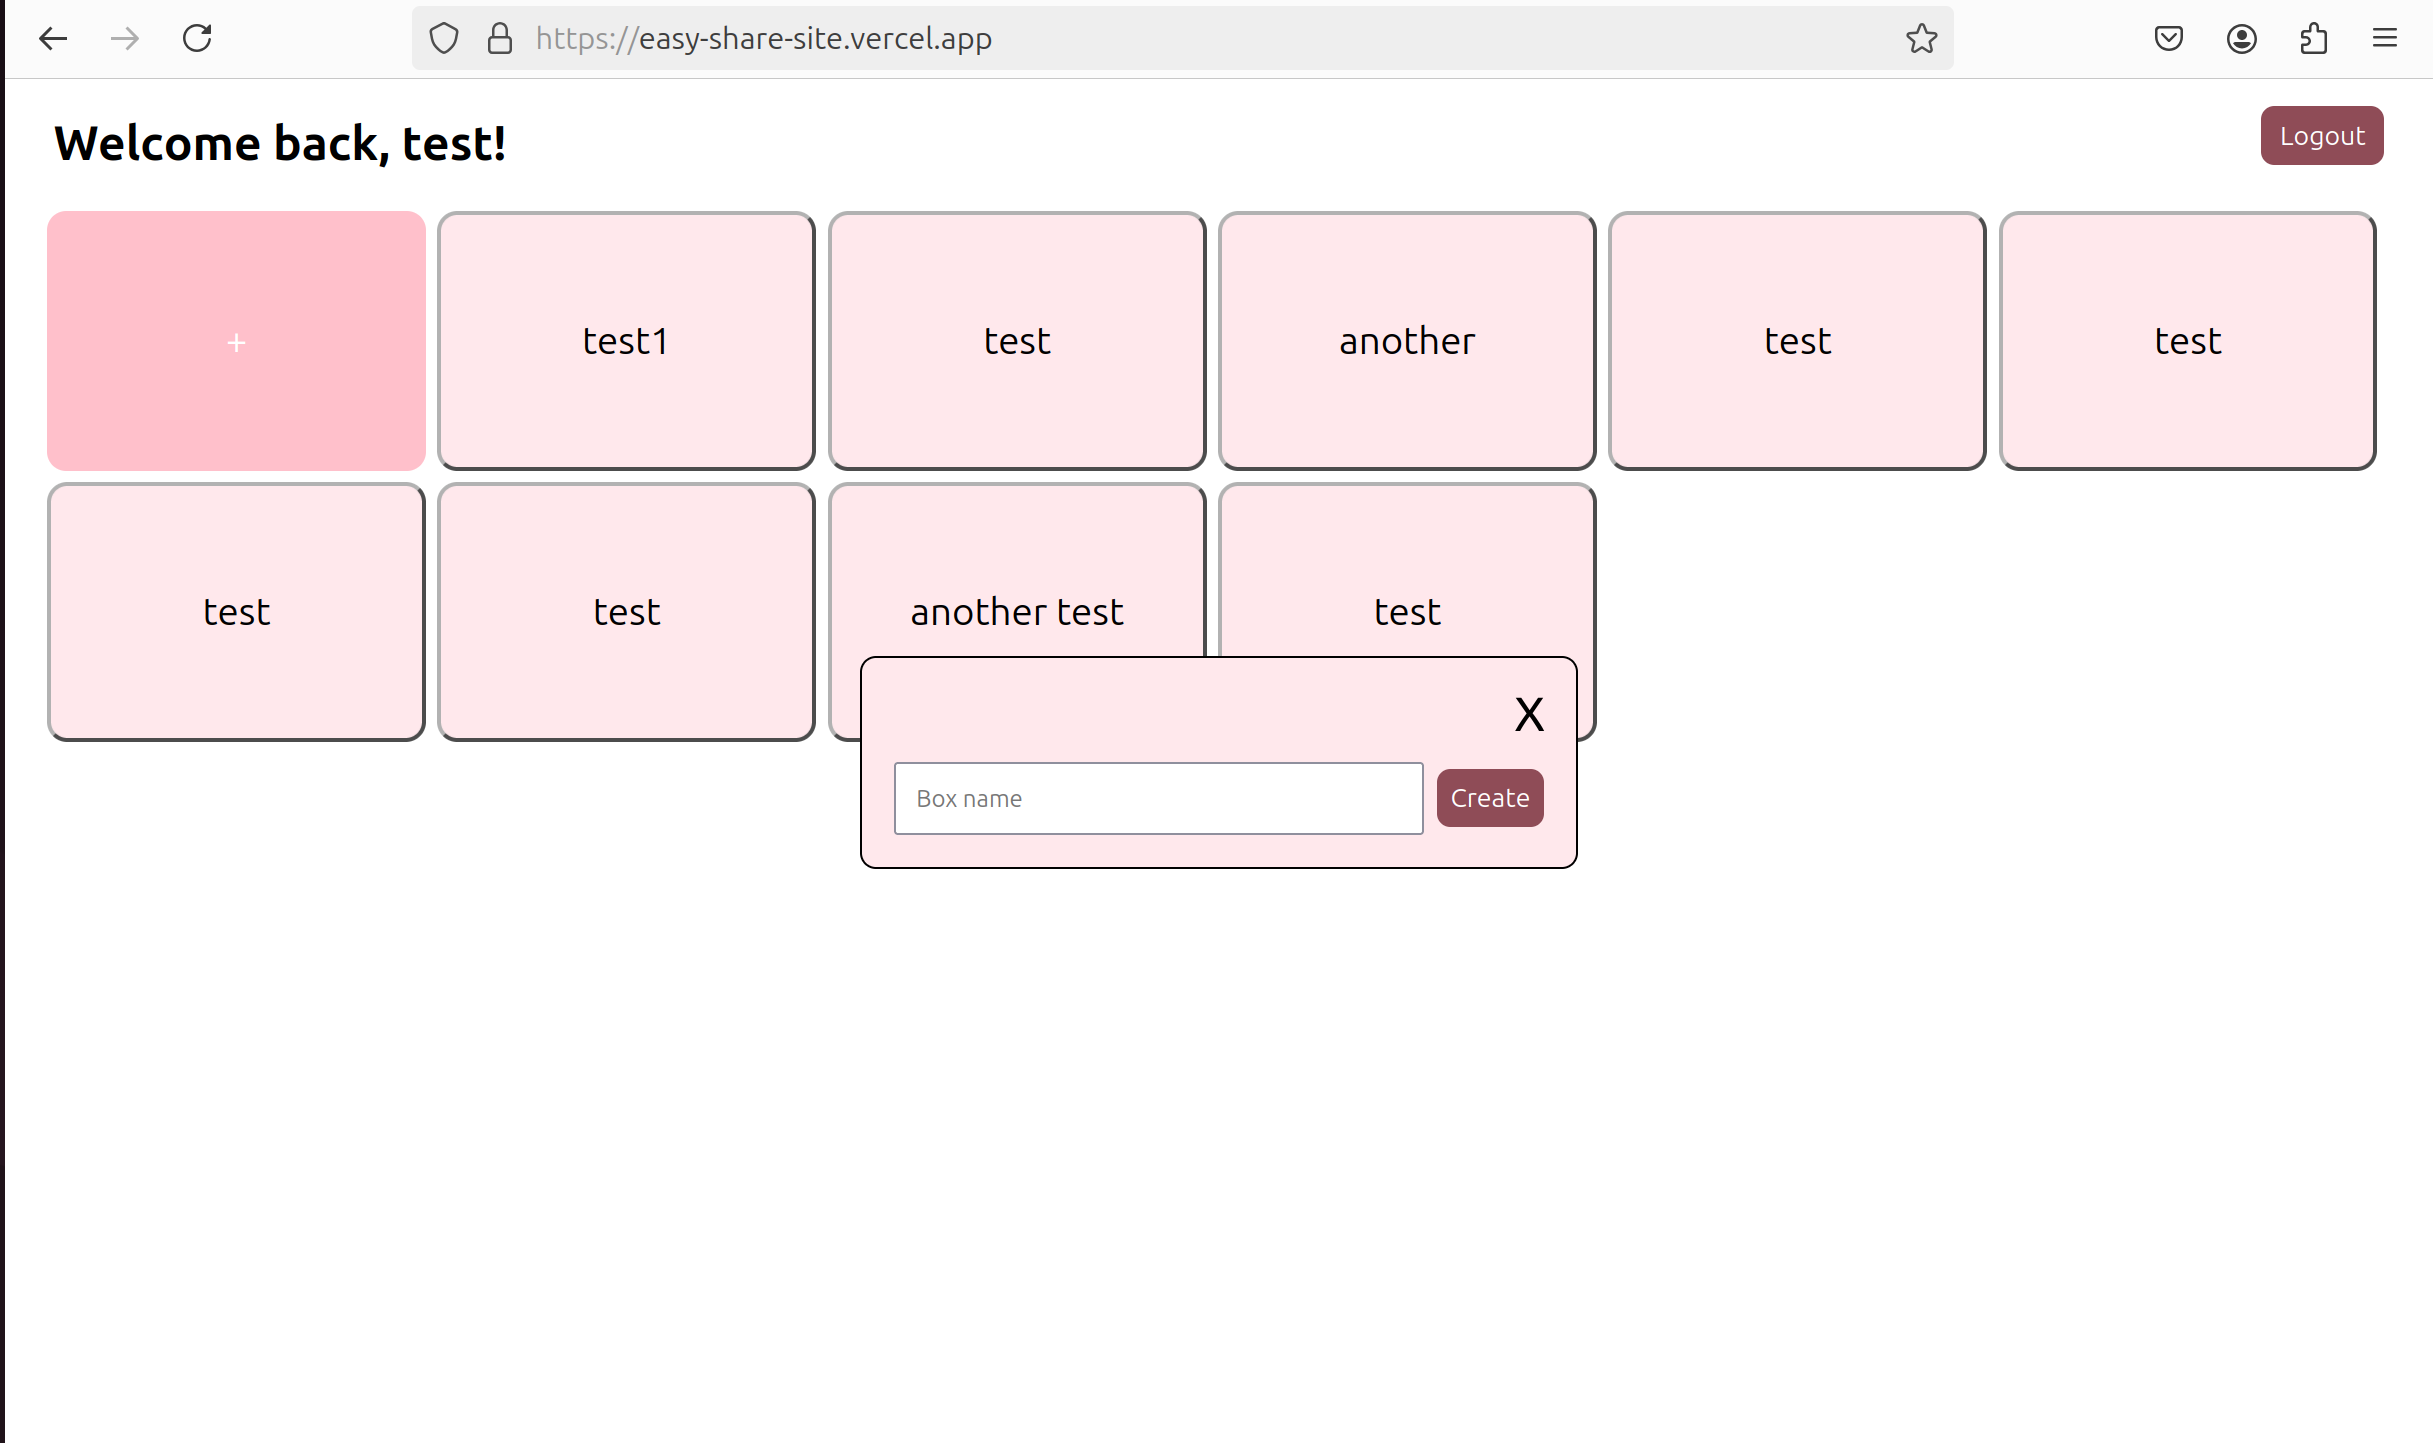 https://easy-share-site.vercel.app
Welcome back, test!
Logout
+
test1
test
another
test
test
test
test
another test
test
X
Box name
Create